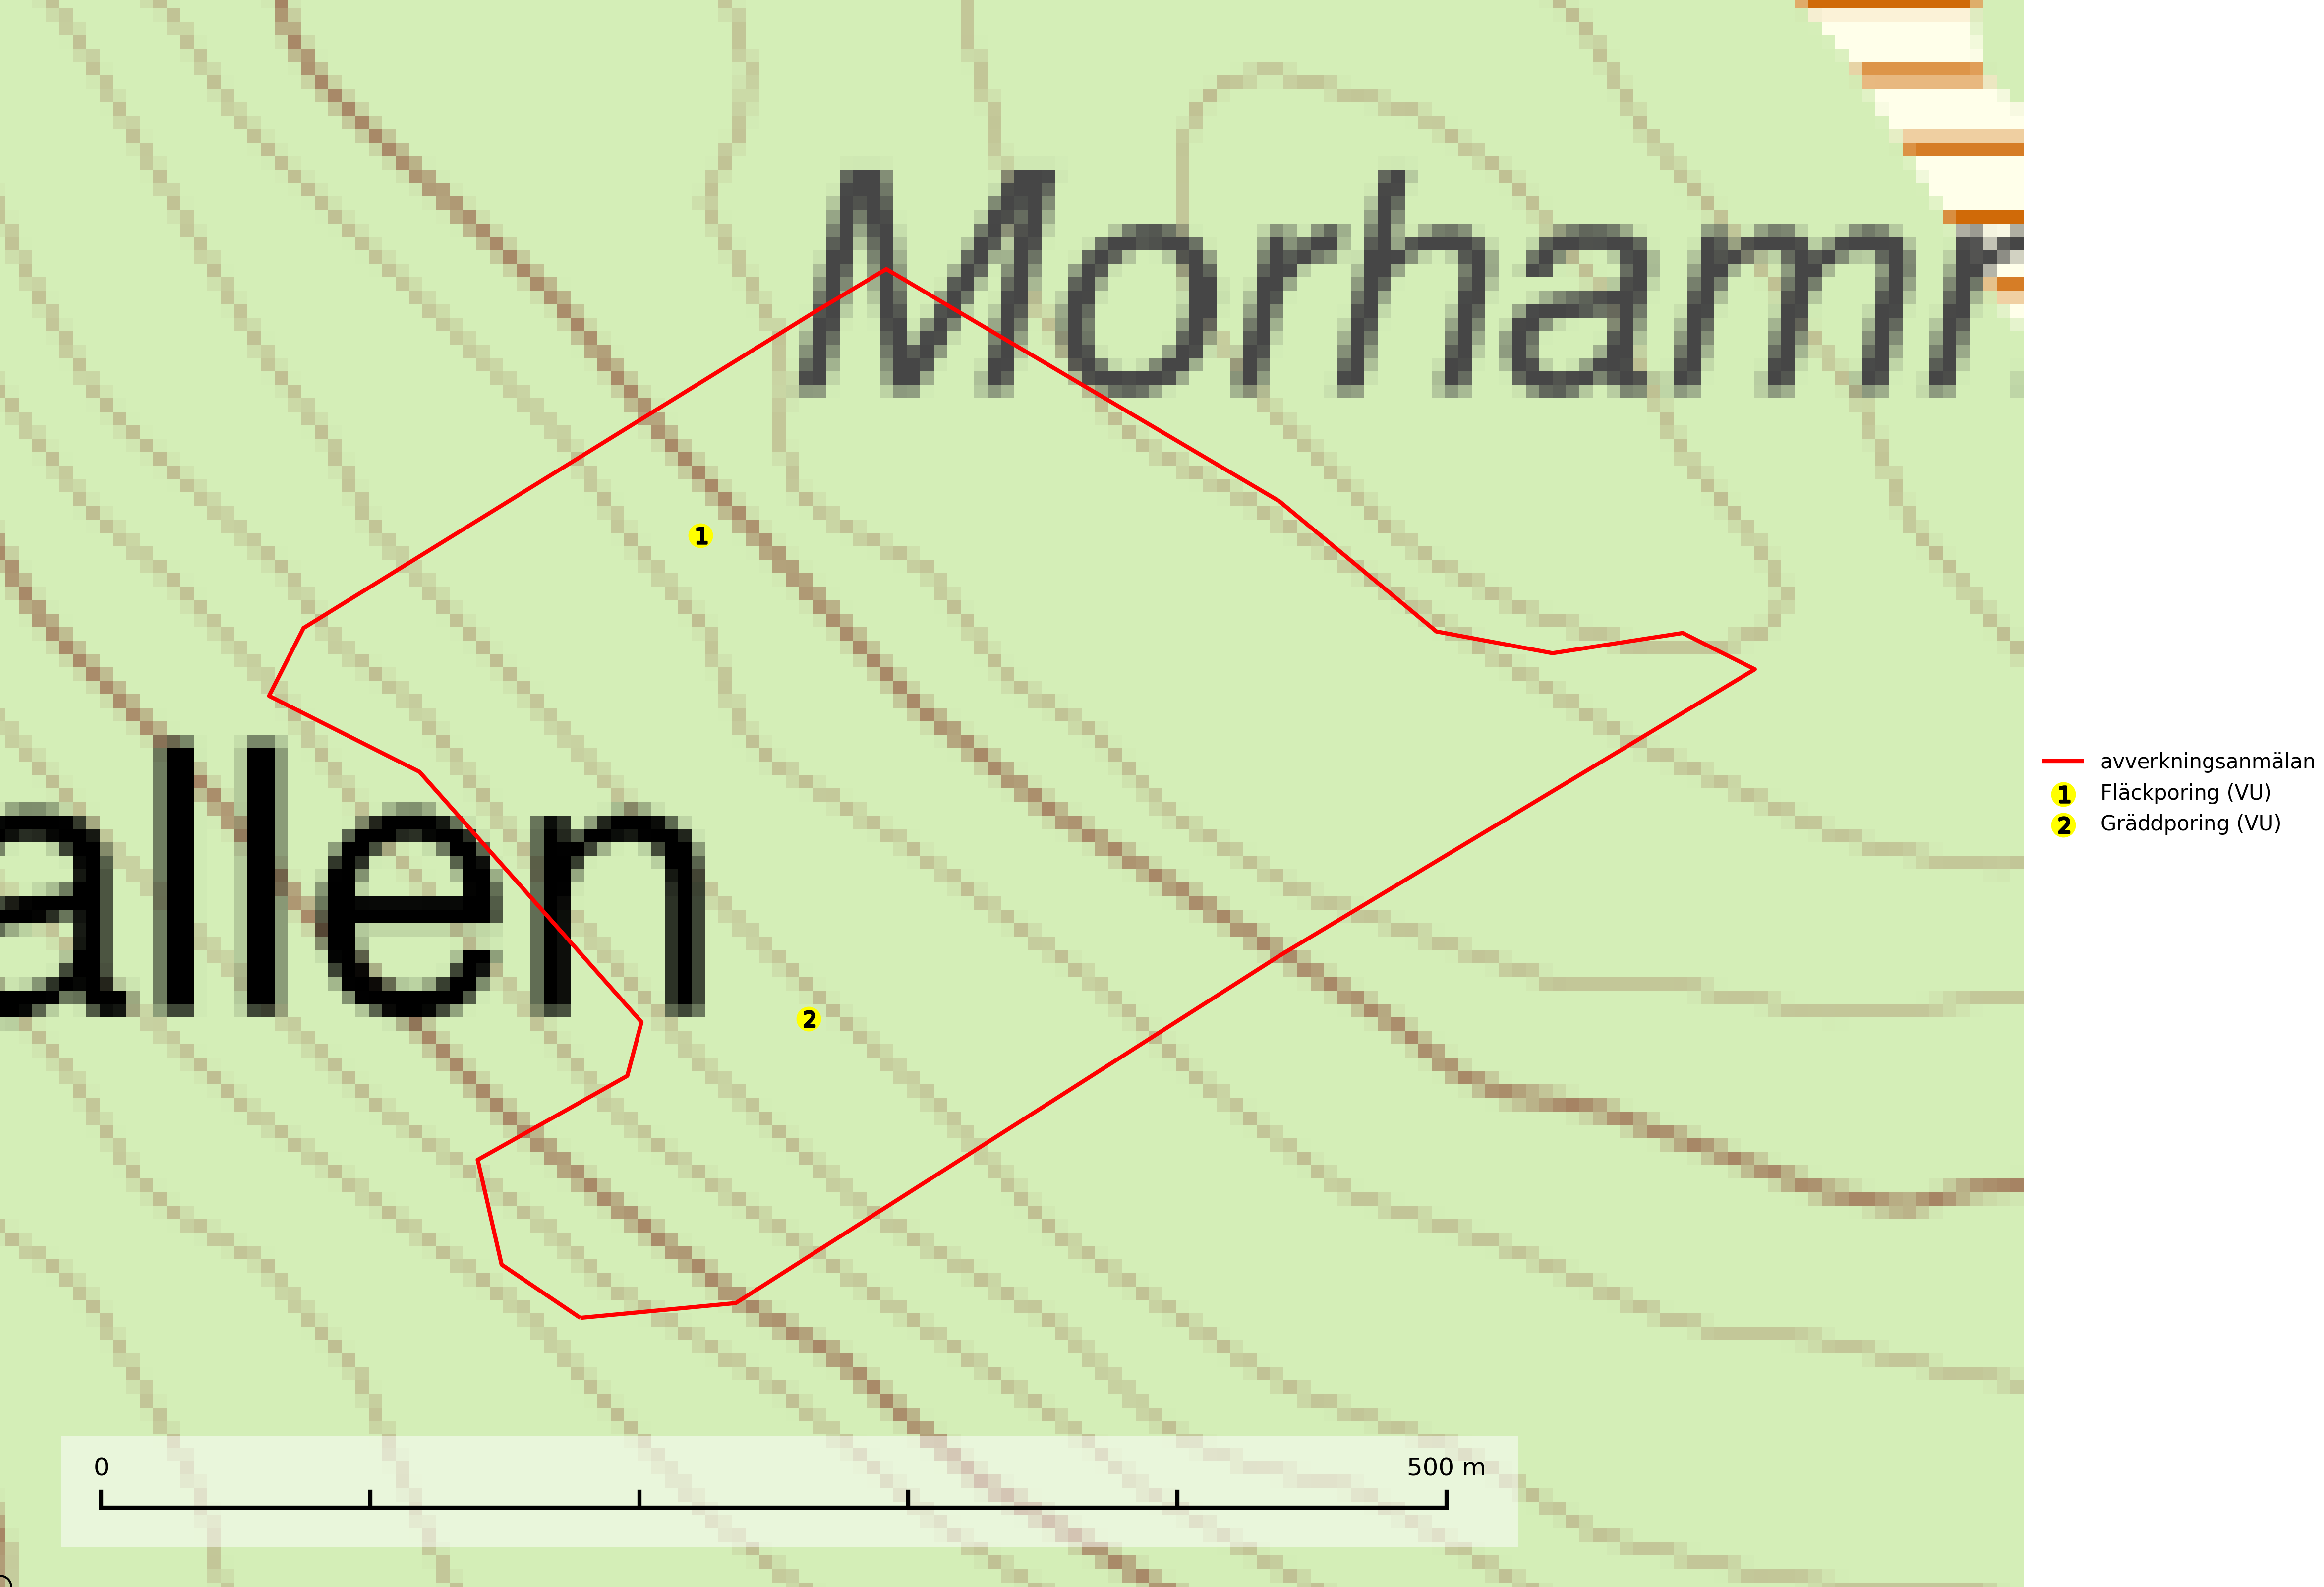 Morhamr
1
allen
2
avverkningsanmälan
1 Fläckporing (VU)
2 Gräddporing (VU)
0 500 m